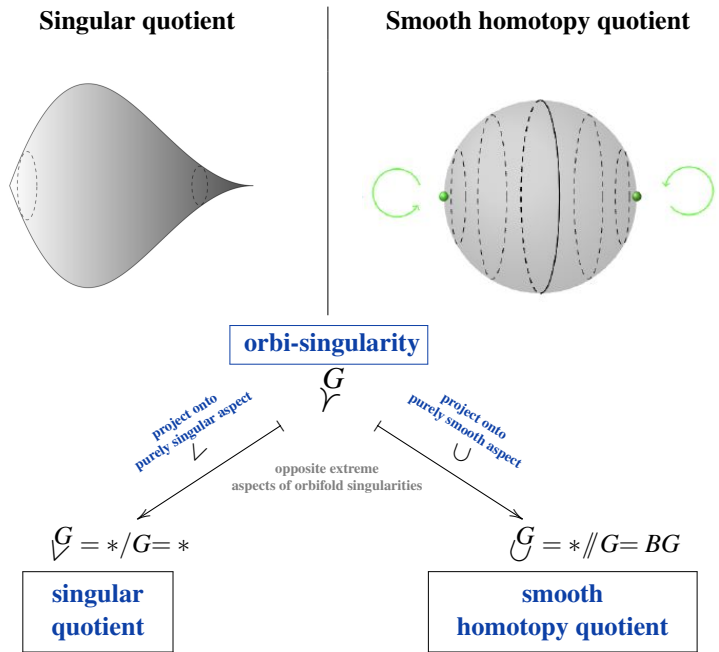 Singular quotient
Smooth homotopy quotient
orbi-singularity
G
project onto
purely singular aspect
project onto
purely smooth aspect
∪
opposite extreme
aspects of orbifold singularities
G = */G = *
G = *⫽G = BG
singular
quotient
smooth
homotopy quotient